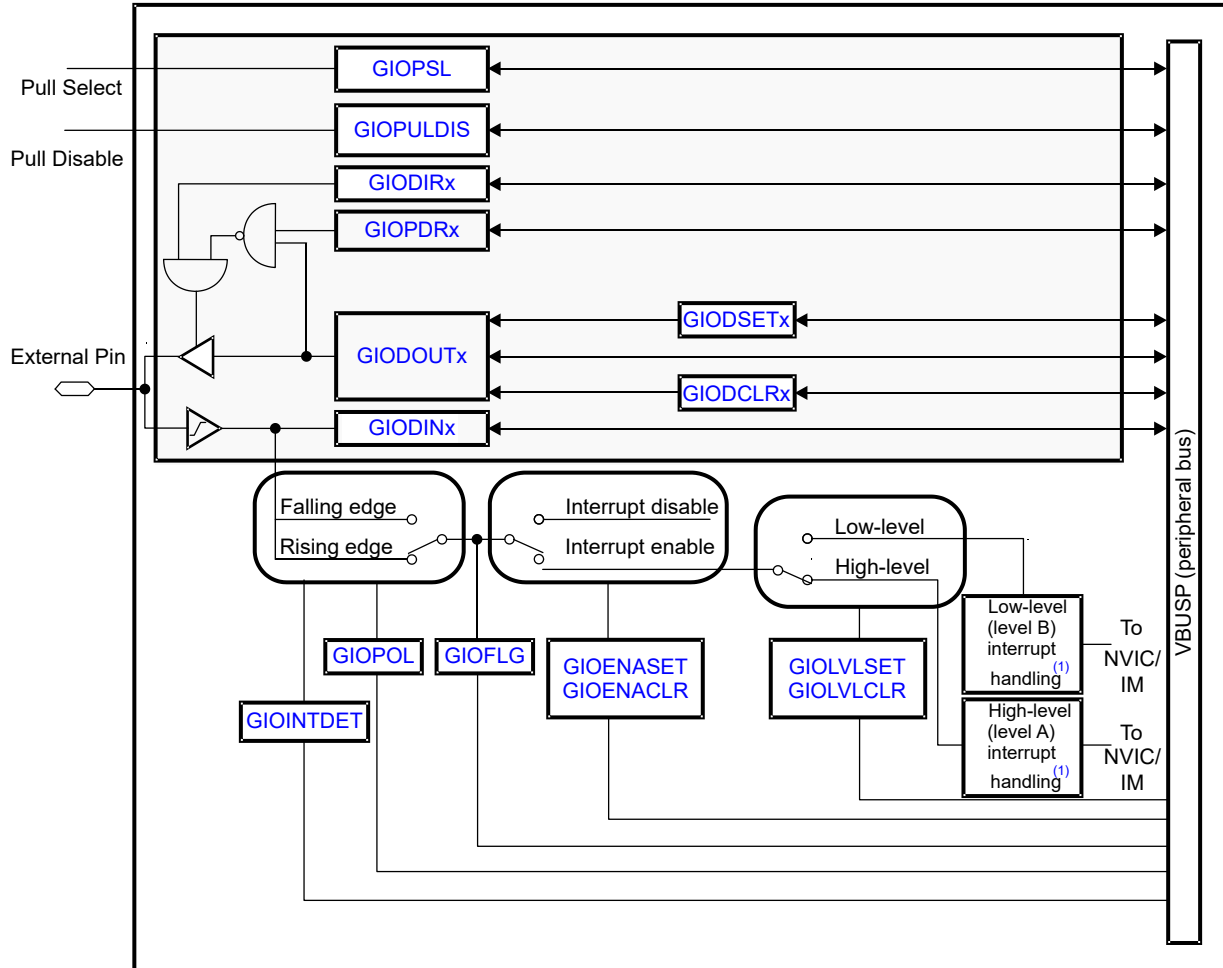 GIOPSL
Pull Select
GIOPULDIS
Pull Disable
GIODIRx
GIOPDRx
GIODSETx
External Pin
GIODOUTx
GIODCLRx
GIODINx
VBUSP (peripheral bus)
Falling edge
Rising edge
Interrupt disable
Interrupt enable
Low-level
High-level
Low-level
(level B)
interrupt
handling(1)
To
NVIC/
IM
GIOPOL
GIOFLG
GIOENASET
GIOENACLR
GIOLVLSET
GIOLVLCLR
GIOINTDET
High-level
(level A)
interrupt
handling(1)
To
NVIC/
IM